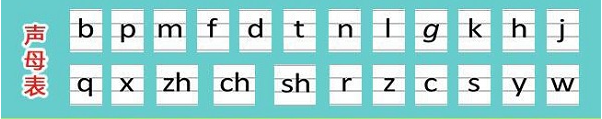 声母表
b p m f d t n l g k h j
q x zh ch sh r z c s y w